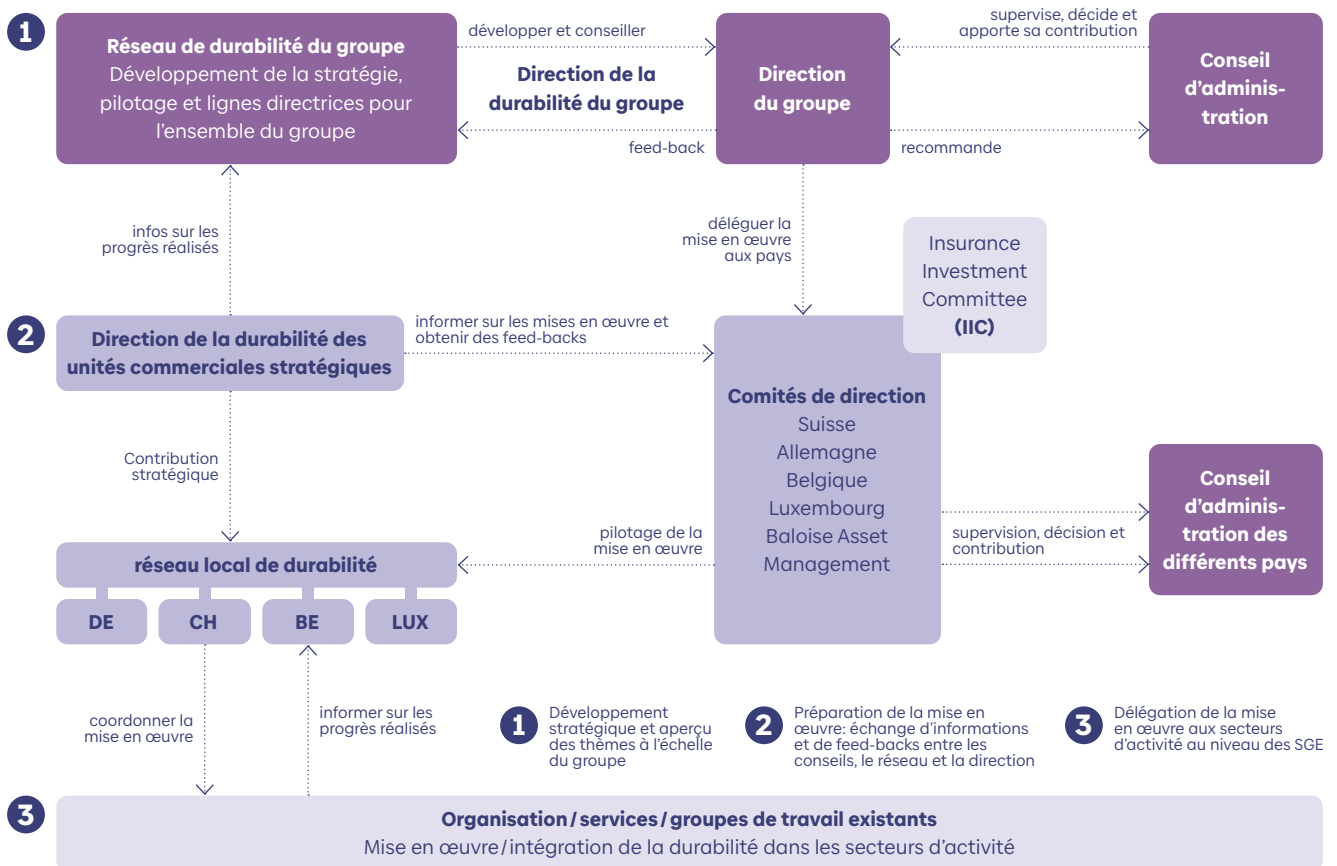 1
Réseau de durabilité du groupe
Développement de la stratégie,
pilotage et lignes directrices pour
l'ensemble du groupe
développer et conseiller
Direction de la
durabilité du groupe
feed-back
Direction
du groupe
supervise, décide et
apporte sa contribution
recommande
Conseil
d'adminis-
tration
infos sur les
progrès réalisés
déléguer la
mise en œuvre
aux pays
Insurance
Investment
Committee
(IIC)
2
Direction de la durabilité des
unités commerciales stratégiques
informer sur les mises en œuvre et
obtenir des feed-backs
Comités de direction
Suisse
Allemagne
Belgique
Luxembourg
Baloise Asset
Management
Contribution
stratégique
pilotage de la
mise en œuvre
supervision, décision et
contribution
Conseil
d'adminis-
tration des
différents pays
réseau local de durabilité
DE
CH
BE
LUX
coordonner la
mise en œuvre
informer sur les
progrès réalisés
1
Développement
stratégique et aperçu
des thèmes à l'échelle
du groupe
2
Préparation de la mise en
œuvre: échange d'informations
et de feed-backs entre les
conseils, le réseau et la direction
3
Délégation de la mise
en œuvre aux secteurs
d'activité au niveau des SGE
3
Organisation / services / groupes de travail existants
Mise en œuvre / intégration de la durabilité dans les secteurs d'activité